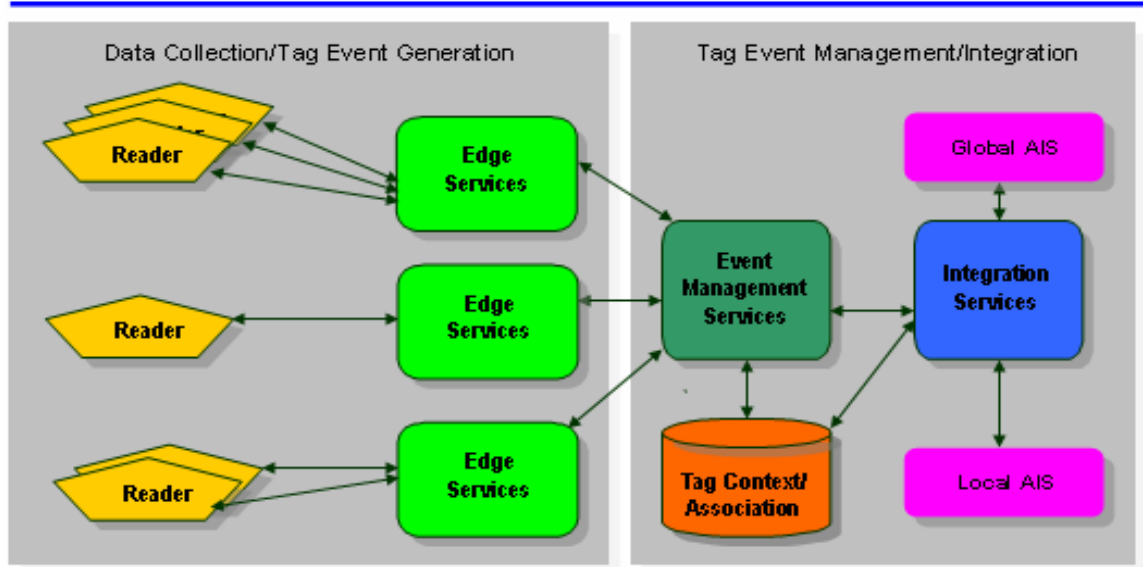 Data Collection/Tag Event Generation
Tag Event Management/Integration
Reader
Edge
Services
Global AIS
Event
Management
Services
Integration
Services
Reader
Edge
Services
Reader
Edge
Services
Tag Context/
Association
Local AIS